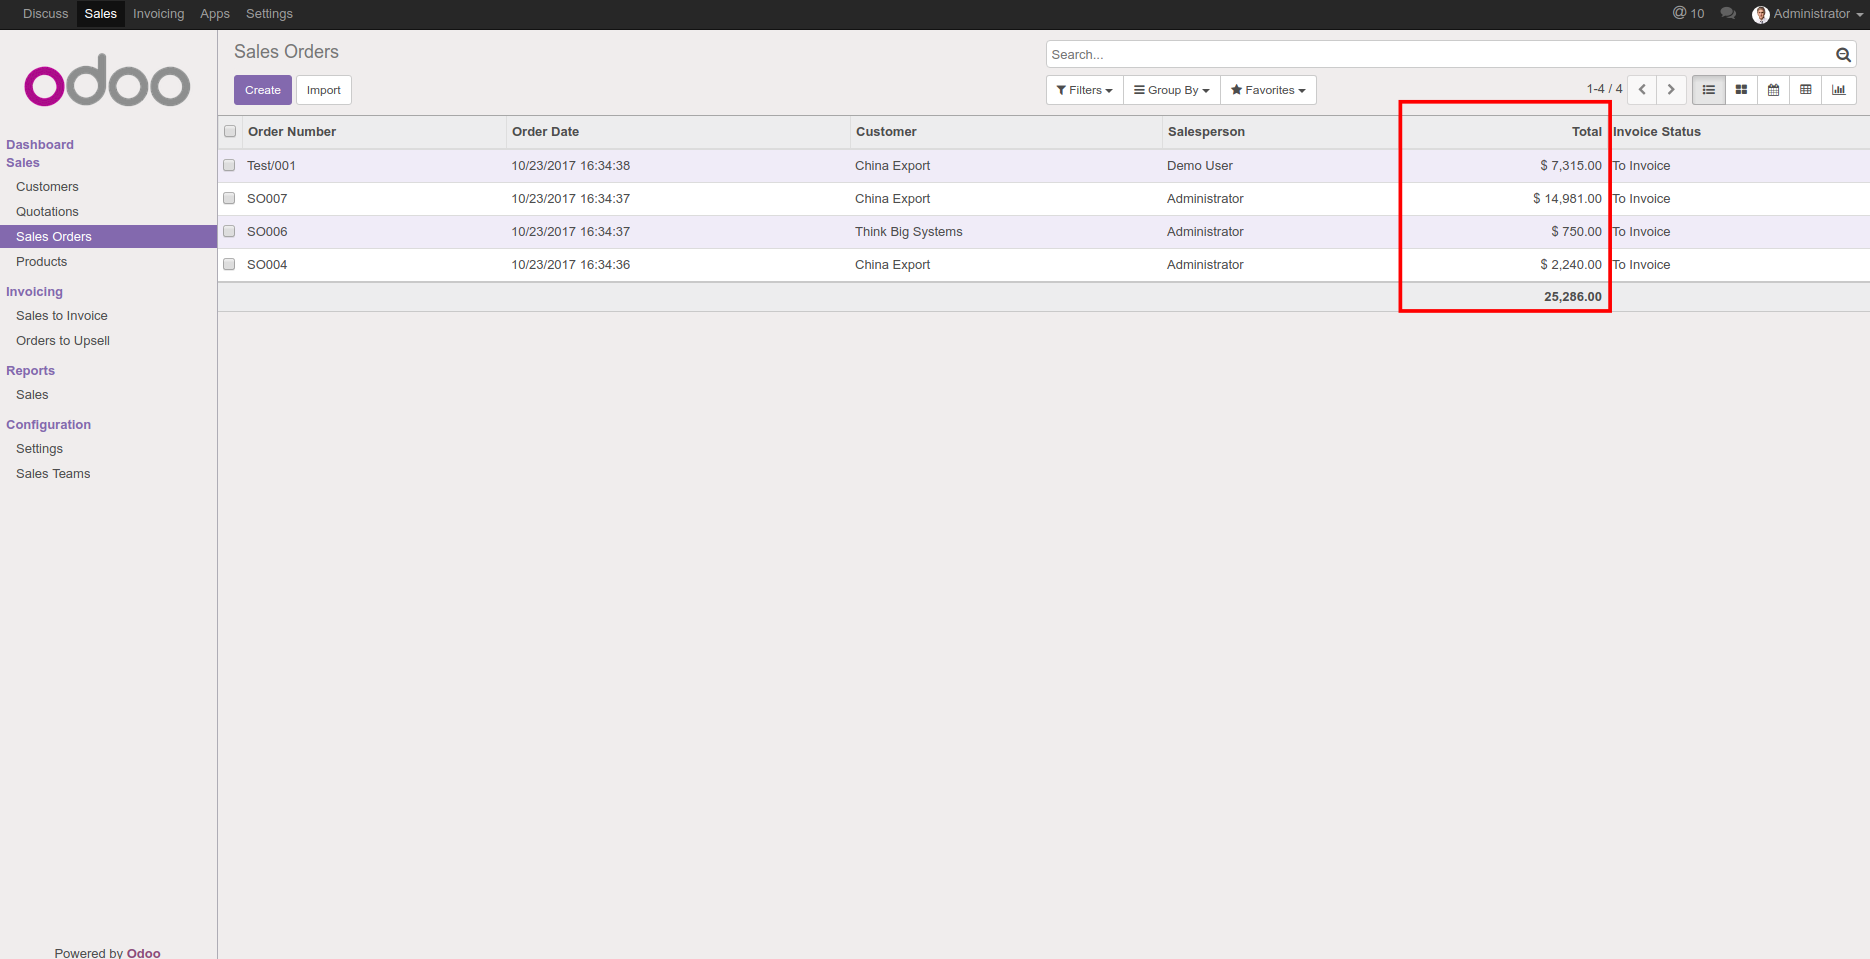 Discuss Sales Invoicing Apps Settings @ 10 Administrator
odoo
Dashboard
Sales
Customers
Quotations
Sales Orders
Products
Invoicing
Sales to Invoice
Orders to Upsell
Reports
Sales
Configuration
Settings
Sales Teams
Powered by Odoo
Sales Orders
Search...
Create Import
Filters Group By Favorites 1-4 / 4
Order Number Order Date Customer Salesperson Total Invoice Status
Test/001 10/23/2017 16:34:38 China Export Demo User $ 7,315.00 To Invoice
SO007 10/23/2017 16:34:37 China Export Administrator $ 14,981.00 To Invoice
SO006 10/23/2017 16:34:37 Think Big Systems Administrator $ 750.00 To Invoice
SO004 10/23/2017 16:34:36 China Export Administrator $ 2,240.00 To Invoice
25,286.00